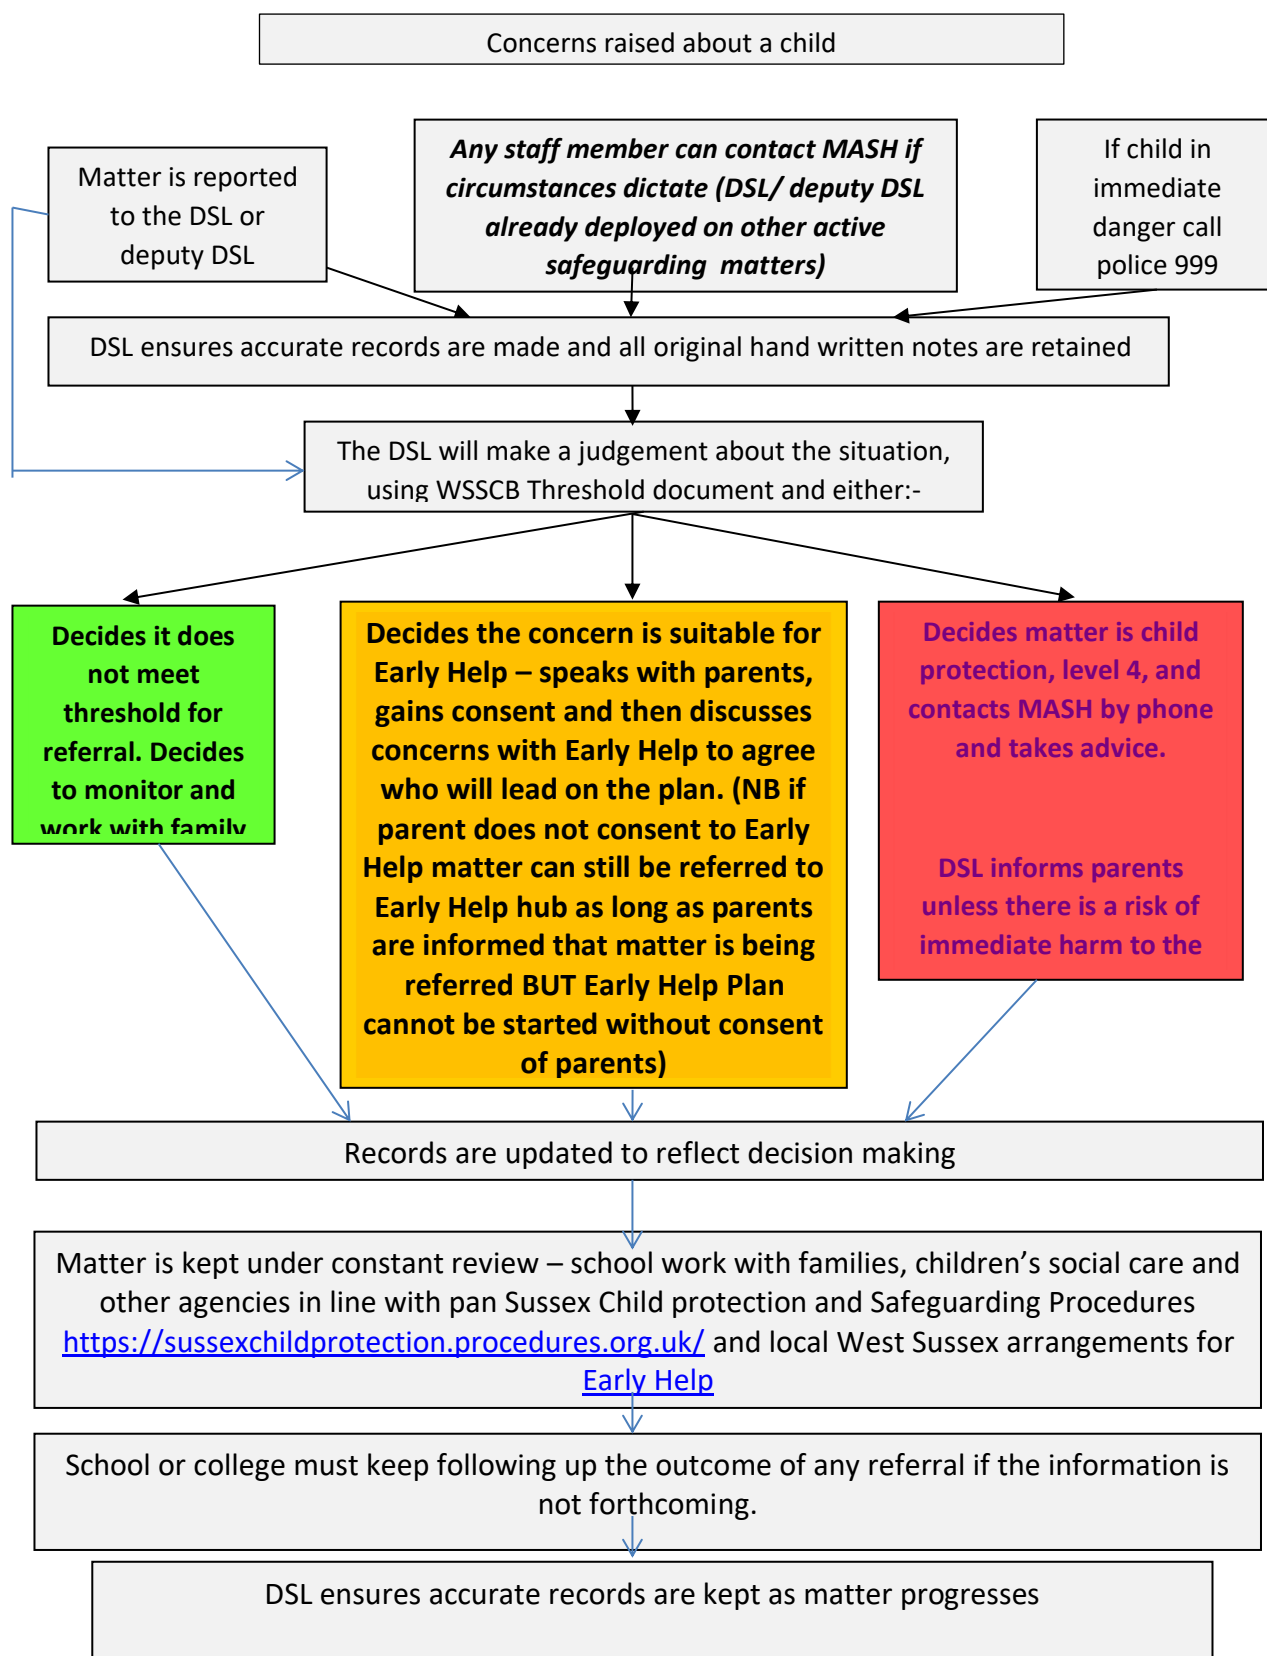 Concerns raised about a child
Matter is reported
to the DSL or
deputy DSL
Any staff member can contact MASH if
circumstances dictate (DSL/ deputy DSL
already deployed on other active
safeguarding matters)
If child in
immediate
danger call
police 999
DSL ensures accurate records are made and all original hand written notes are retained
The DSL will make a judgement about the situation,
using WSSCB Threshold document and either:-
Decides it does
not meet
threshold for
referral. Decides
to monitor and
work with family
Decides the concern is suitable for
Early Help – speaks with parents,
gains consent and then discusses
concerns with Early Help to agree
who will lead on the plan. (NB if
parent does not consent to Early
Help matter can still be referred to
Early Help hub as long as parents
are informed that matter is being
referred BUT Early Help Plan
cannot be started without consent
of parents)
Decides matter is child
protection, level 4, and
contacts MASH by phone
and takes advice.
DSL informs parents
unless there is a risk of
immediate harm to the
Records are updated to reflect decision making
Matter is kept under constant review – school work with families, children’s social care and
other agencies in line with pan Sussex Child protection and Safeguarding Procedures
https://sussexchildprotection.procedures.org.uk/ and local West Sussex arrangements for
Early Help
School or college must keep following up the outcome of any referral if the information is
not forthcoming.
DSL ensures accurate records are kept as matter progresses